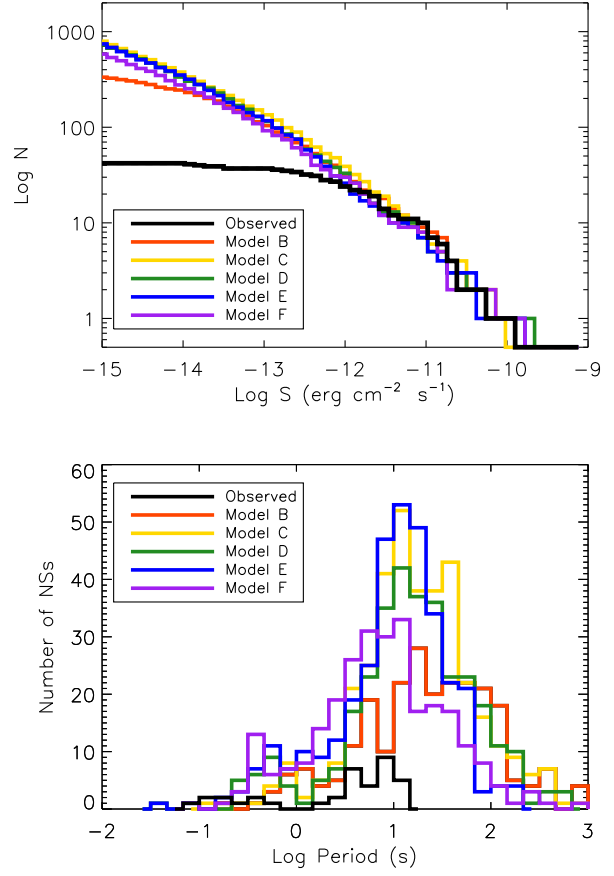 1000
100
10
1
Log N
Observed
Model B
Model C
Model D
Model E
Model F
−15 −14 −13 −12 −11 −10 −9
Log S (erg cm−2 s−1)
60
50
40
30
20
10
0
Number of NSs
Observed
Model B
Model C
Model D
Model E
Model F
−2 −1 0 1 2 3
Log Period (s)